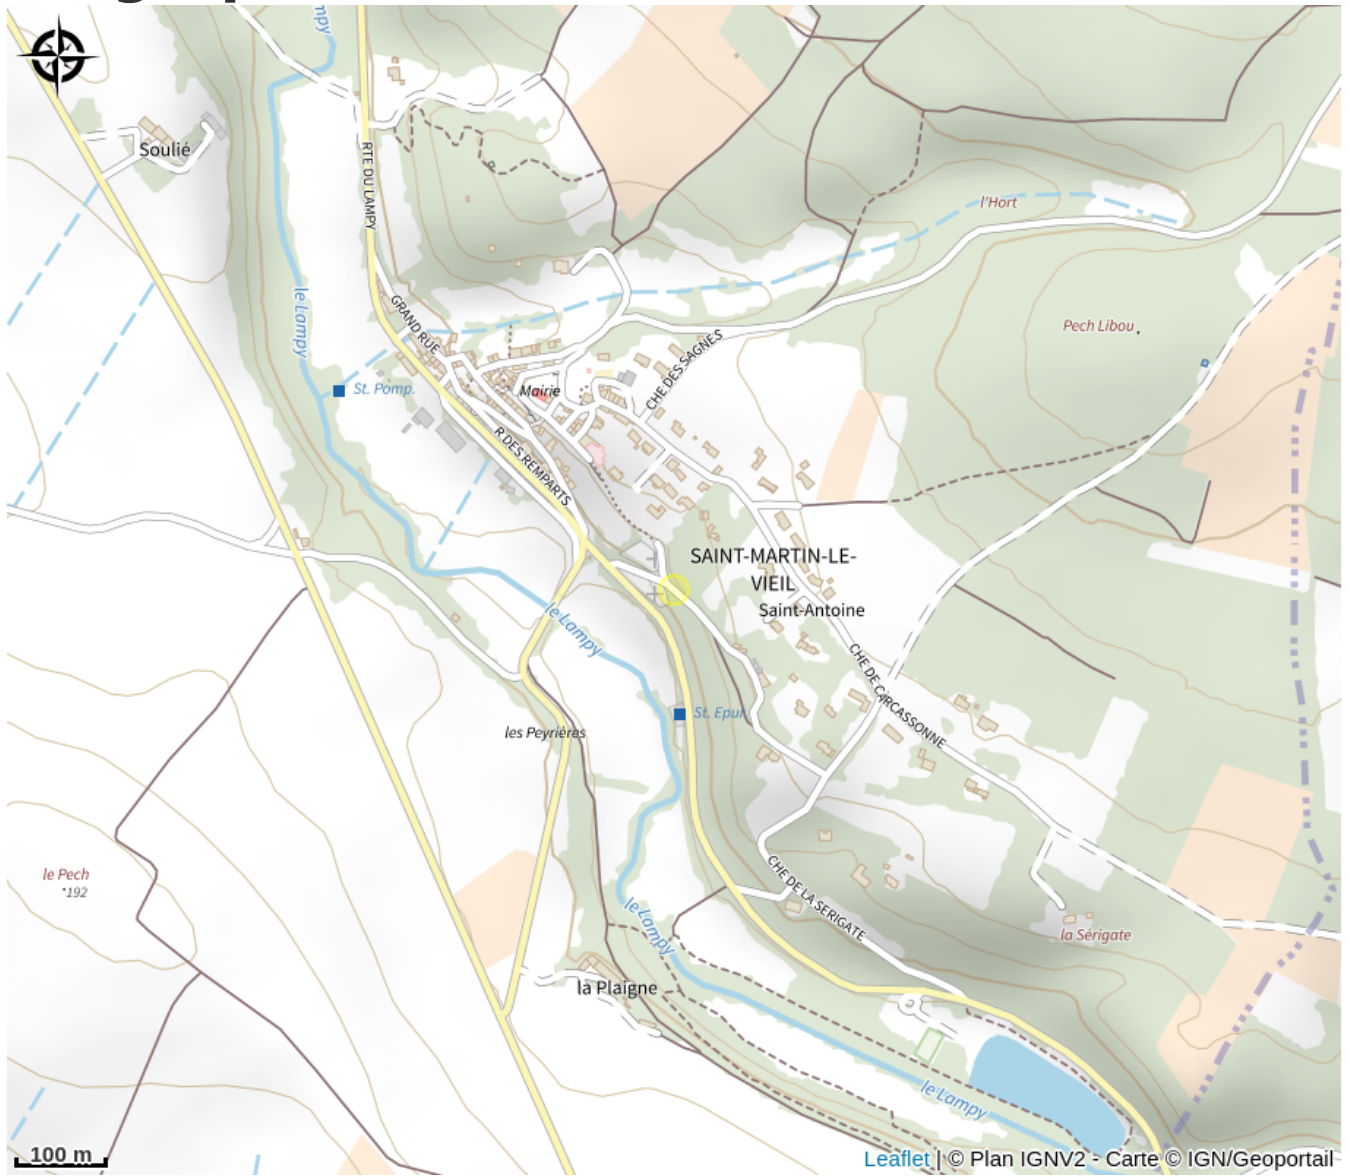 mpy
Soulié
RTE DU LAMPY
l'Hort
le Lampy
GRAND RUE
Pech Libou
St. Pomp.
Mairie
CHE DES SAGNES
R DES REMPARTS
SAINT-MARTIN-LE-
VIEIL
Saint-Antoine
le Lampy
CHE DE CARCASSONNE
St. Epur
les Peyrières
le Pech
192
CHE DE LA SERIGATE
le Lampy
la Sérigate
la Plaigne
le Lampy
100 m
Leaflet | © Plan IGNV2 - Carte © IGN/Geoportail